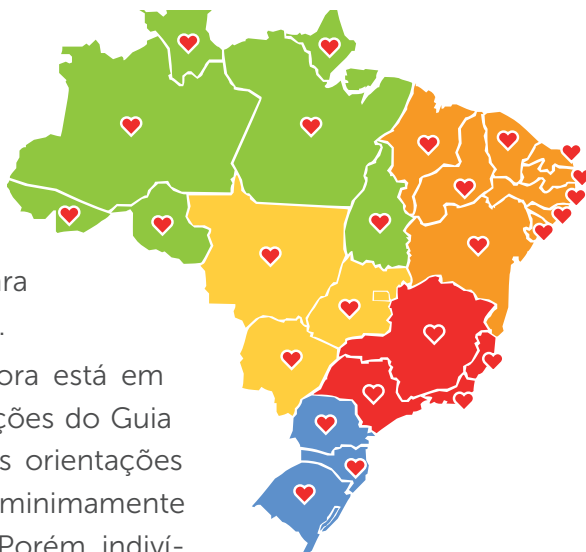 ra
.
ora está em
ções do Guia
s orientações
minimamente
Porém indiví-